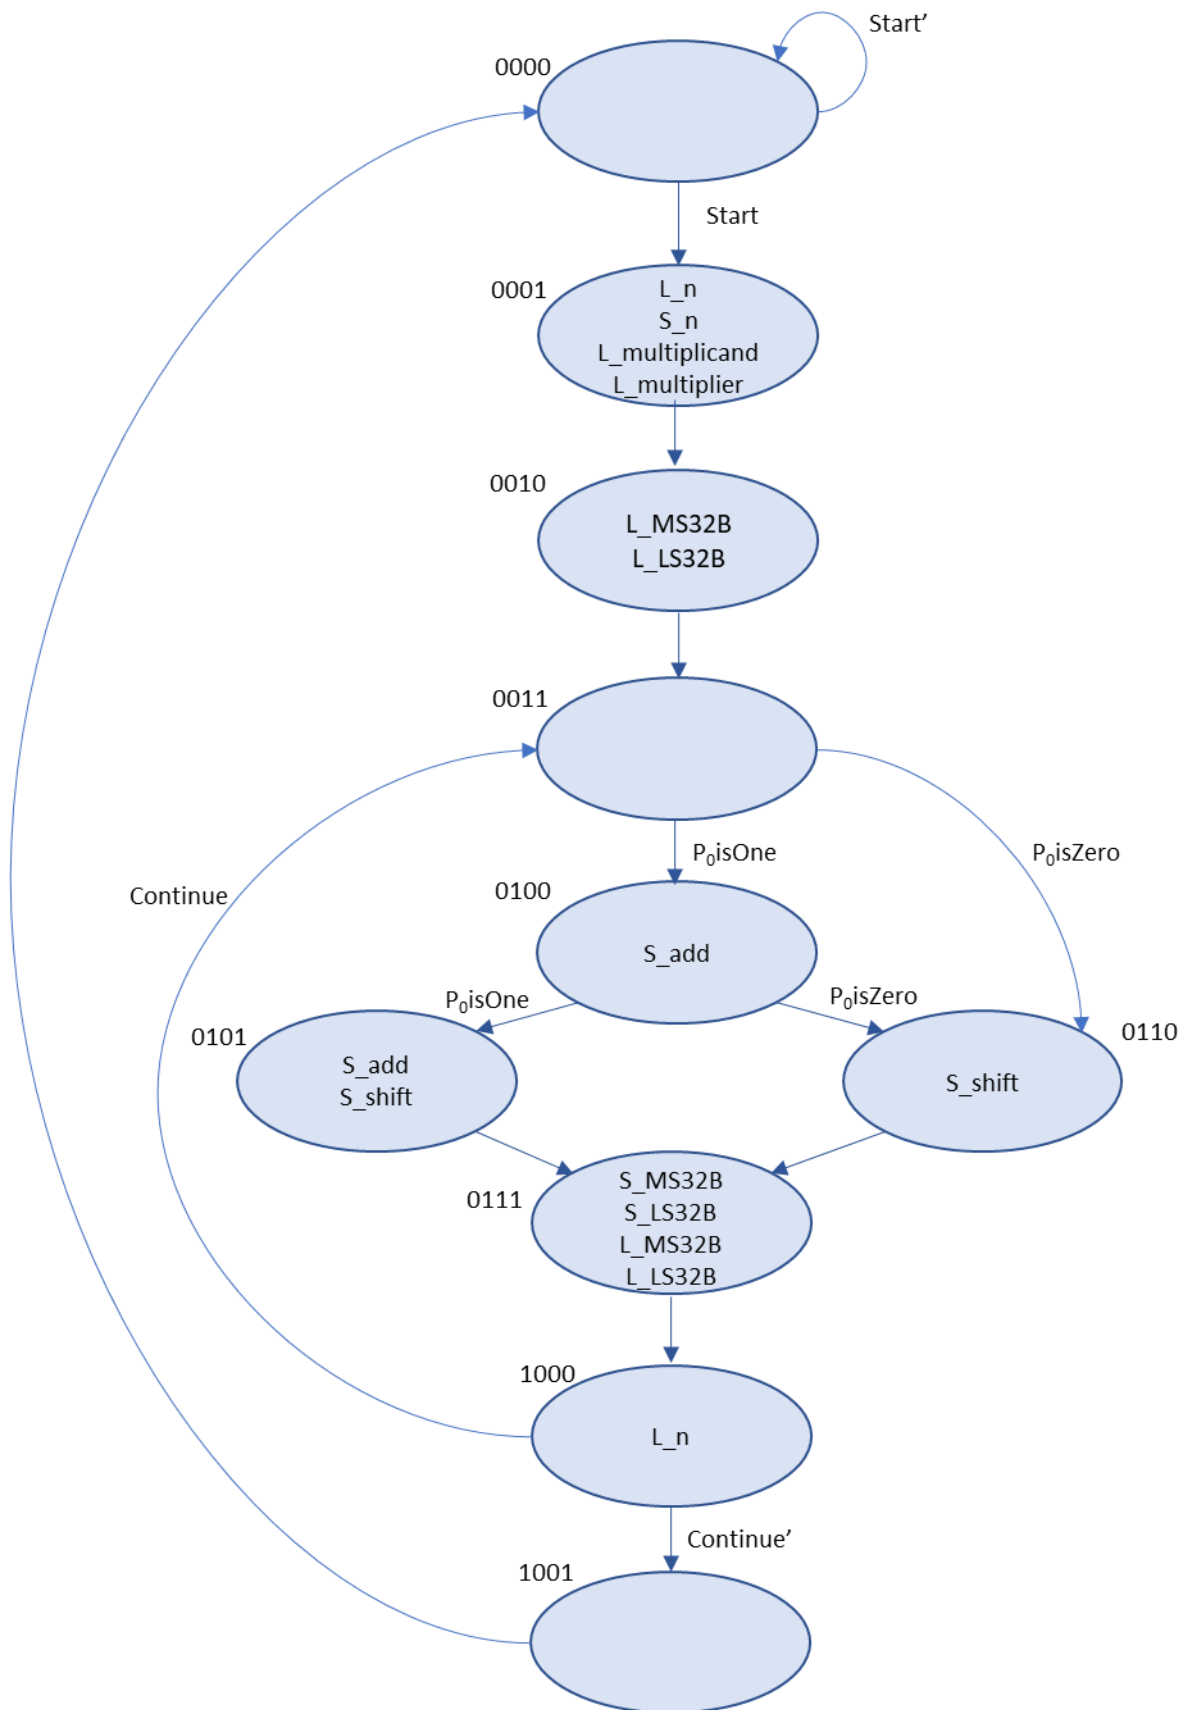 Start’
0000
Start
0001
L_n
S_n
L_multiplicand
L_multiplier
0010
L_MS32B
L_LS32B
0011
P₀isOne
P₀isZero
Continue
0100
S_add
P₀isOne
P₀isZero
0101
S_add
S_shift
0110
S_shift
0111
S_MS32B
S_LS32B
L_MS32B
L_LS32B
1000
L_n
Continue’
1001